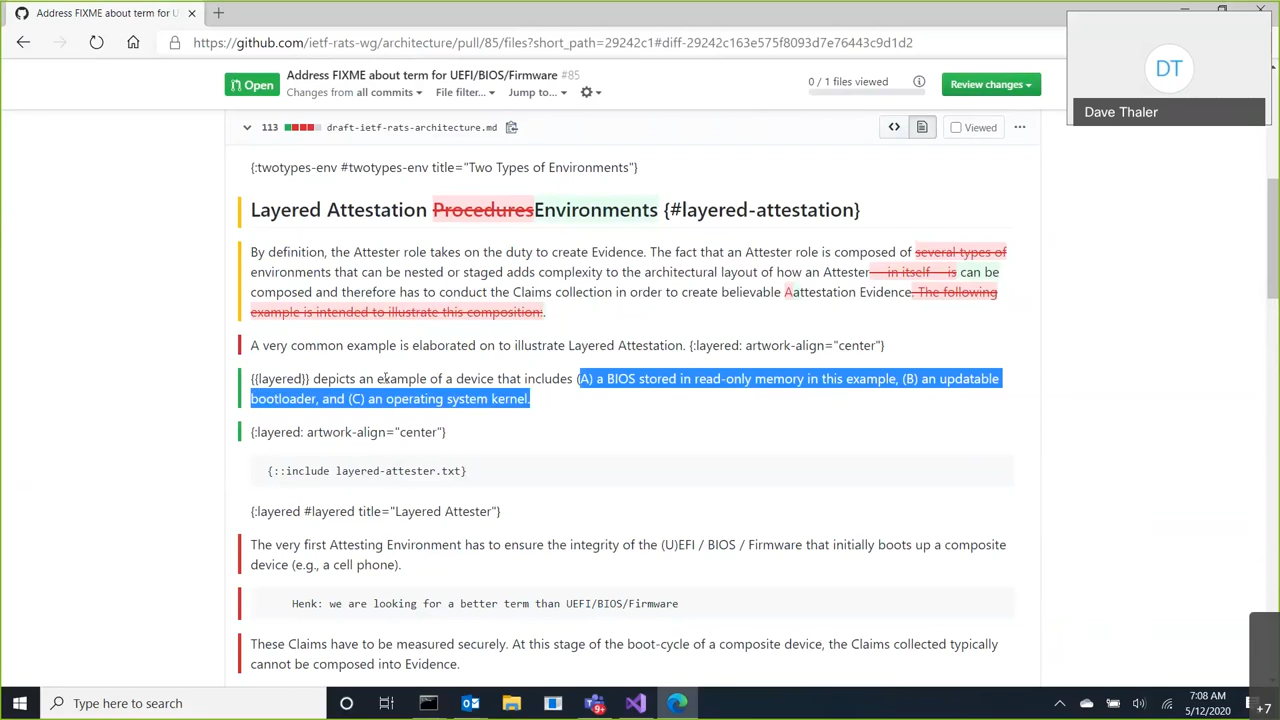 Address FIXME about term for U
https://github.com/ietf-rats-wg/architecture/pull/85/files?short_path=29242c1#diff-29242c163e575f8093d7e76443c9d1d2
DT
Dave Thaler
Open
Address FIXME about term for UEFI/BIOS/Firmware #85
Changes from all commits
File filter...
Jump to...
0 / 1 files viewed
Review changes
113
draft-ietf-rats-architecture.md
Viewed
{:twotypes-env #twotypes-env title="Two Types of Environments"}
Layered Attestation ProceduresEnvironments {#layered-attestation}
By definition, the Attester role takes on the duty to create Evidence. The fact that an Attester role is composed of several types of
environments that can be nested or staged adds complexity to the architectural layout of how an Attester — in itself — is can be
composed and therefore has to conduct the Claims collection in order to create believable Aattestation Evidence. The following
example is intended to illustrate this composition:.
A very common example is elaborated on to illustrate Layered Attestation. {:layered: artwork-align="center"}
{{layered}} depicts an example of a device that includes (A) a BIOS stored in read-only memory in this example, (B) an updatable
bootloader, and (C) an operating system kernel.
{:layered: artwork-align="center"}
{::include layered-attester.txt}
{:layered #layered title="Layered Attester"}
The very first Attesting Environment has to ensure the integrity of the (U)EFI / BIOS / Firmware that initially boots up a composite
device (e.g., a cell phone).
Henk: we are looking for a better term than UEFI/BIOS/Firmware
These Claims have to be measured securely. At this stage of the boot-cycle of a composite device, the Claims collected typically
cannot be composed into Evidence.
Type here to search
7:08 AM
5/12/2020
+7